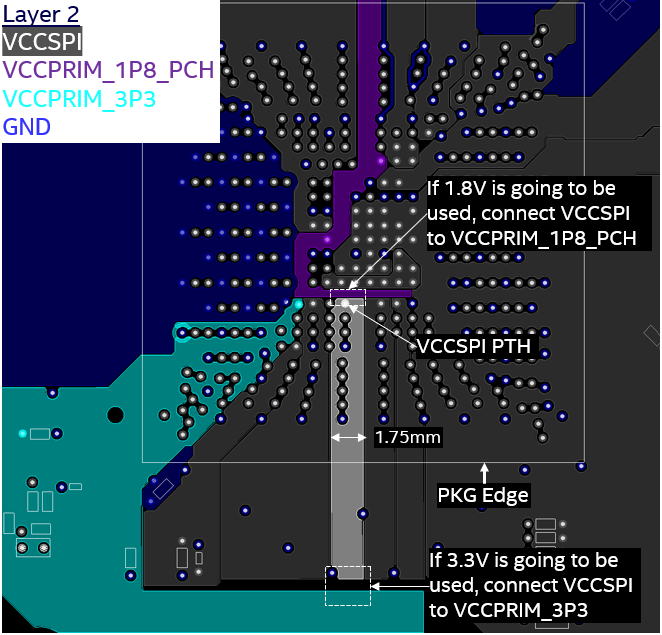 Layer 2
VCCSPI
VCCPRIM_1P8_PCH
VCCPRIM_3P3
GND
If 1.8V is going to be
used, connect VCCSPI
to VCCPRIM_1P8_PCH
VCCSPI PTH
1.75mm
PKG Edge
If 3.3V is going to be
used, connect VCCSPI
to VCCPRIM_3P3